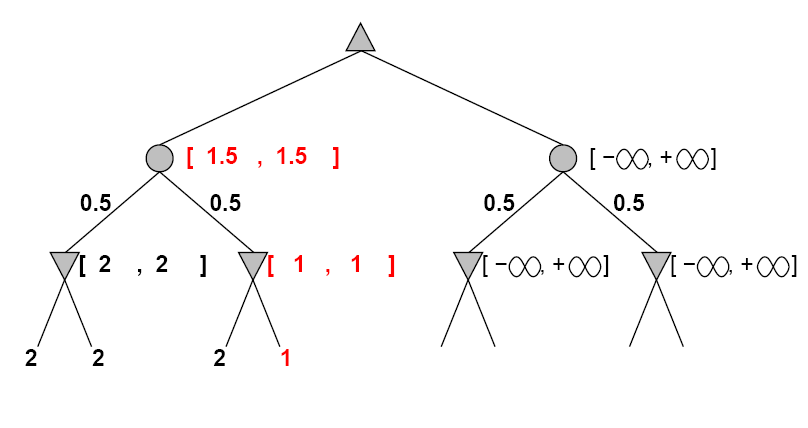 [ 1.5 , 1.5 ] [ −∞, +∞]
0.5 0.5 0.5 0.5
[ 2 , 2 ] [ 1 , 1 ] [ −∞, +∞] [ −∞, +∞]
2 2 2 1